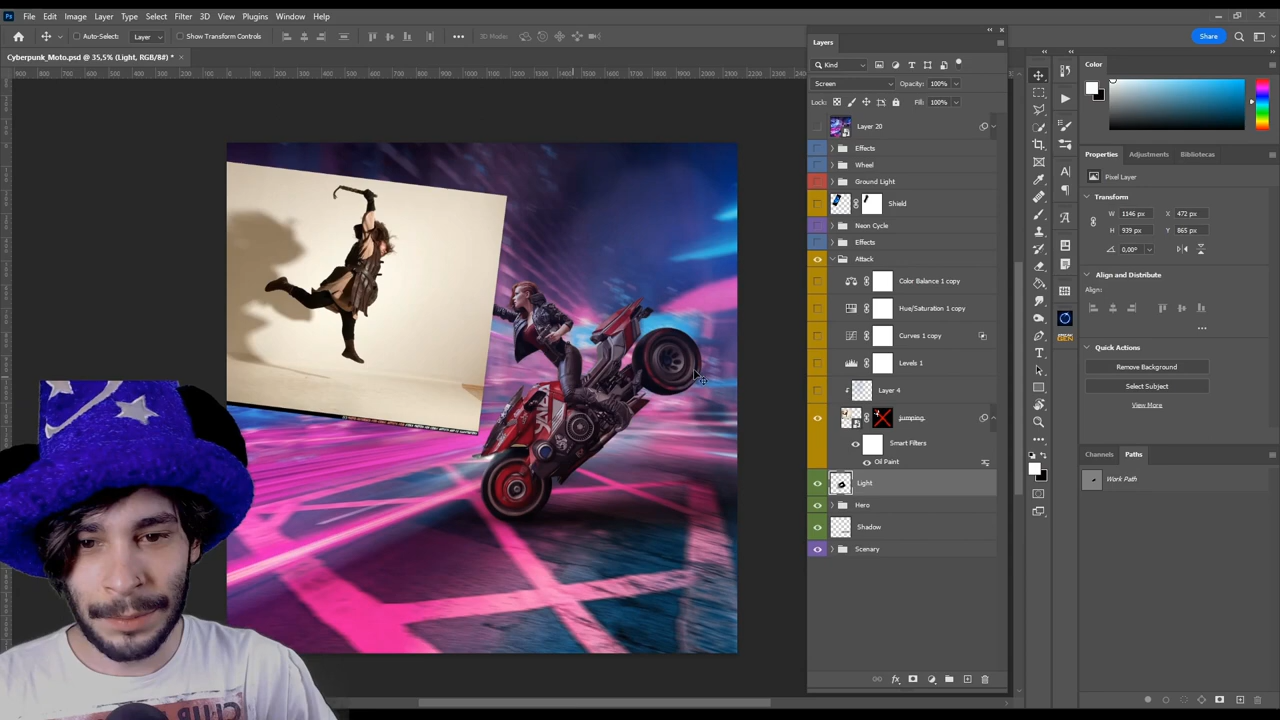 Ps File Edit Image Layer Type Select Filter 3D View Plugins Window Help
Auto-Select: Layer Show Transform Controls 3D Mode: Share
Cyberpunk_Moto.psd @ 35,5% (Light, RGB/8#) *
Layers
Kind
Screen Opacity: 100%
Lock: Fill: 100%
Layer 20
Effects
Wheel
Ground Light
Shield
Neon Cycle
Effects
Attack
Color Balance 1 copy
Hue/Saturation 1 copy
Curves 1 copy
Levels 1
Layer 4
jumping.
Smart Filters
Oil Paint
Light
Hero
Shadow
Scenary
fx
Color
Properties Adjustments Bibliotecas
Pixel Layer
Transform
W 1146 px X 472 px
H 939 px Y 865 px
0,00°
Align and Distribute
Align:
Quick Actions
Remove Background
Select Subject
View More
Channels Paths
Work Path